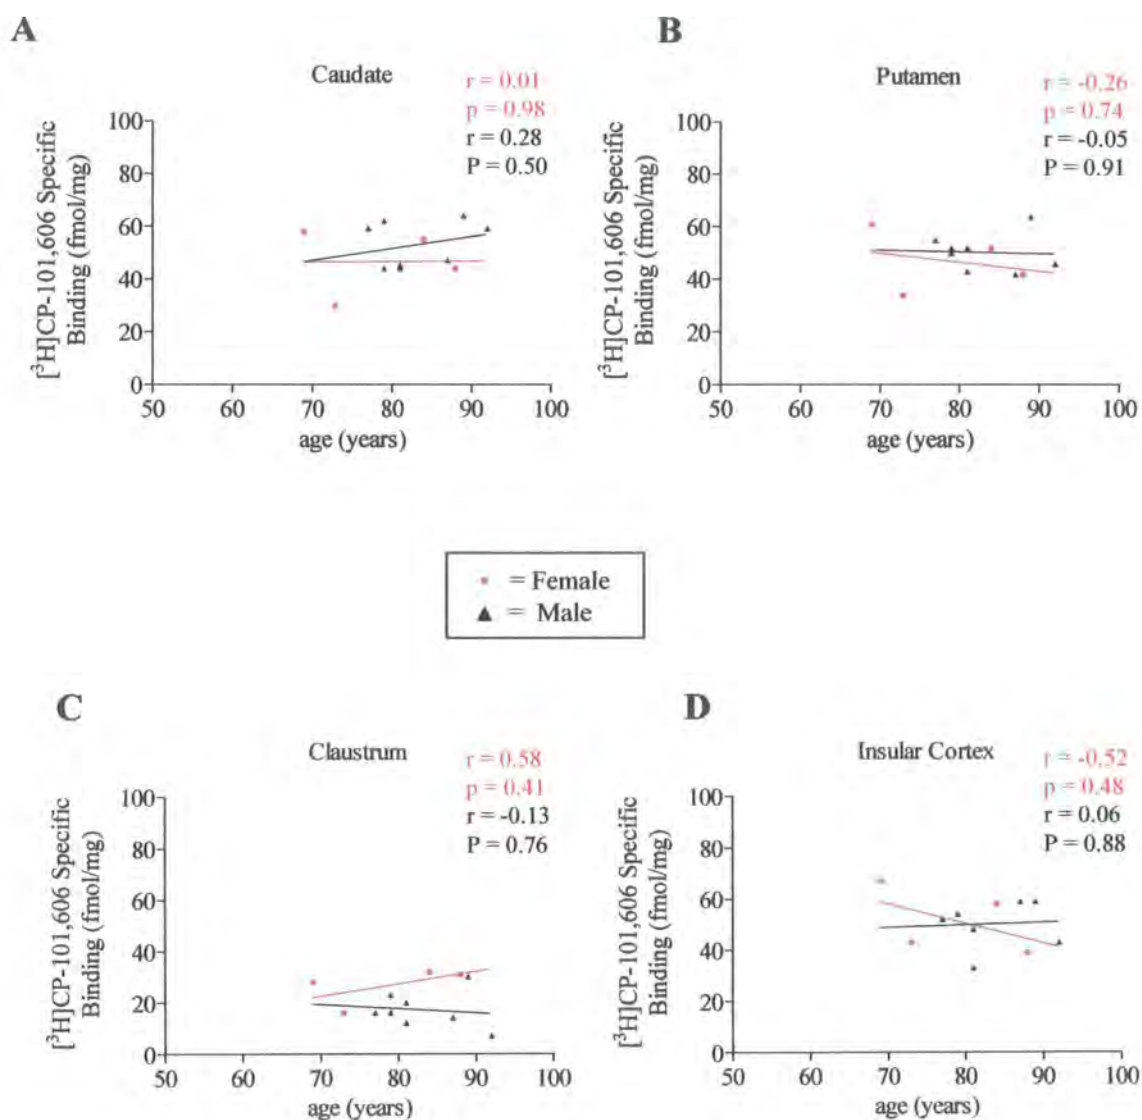 A
Caudate
r = 0.01
p = 0.98
r = 0.28
P = 0.50
[³H]CP-101,606 Specific
Binding (fmol/mg)
100
80
60
40
20
0
50 60 70 80 90 100
age (years)
B
Putamen
r = -0.26
p = 0.74
r = -0.05
P = 0.91
[³H]CP-101,606 Specific
Binding (fmol/mg)
100
80
60
40
20
0
50 60 70 80 90 100
age (years)
= Female
= Male
C
Claustrum
r = 0.58
p = 0.41
r = -0.13
P = 0.76
[³H]CP-101,606 Specific
Binding (fmol/mg)
100
80
60
40
20
0
50 60 70 80 90 100
age (years)
D
Insular Cortex
r = -0.52
p = 0.48
r = 0.06
P = 0.88
[³H]CP-101,606 Specific
Binding (fmol/mg)
100
80
60
40
20
0
50 60 70 80 90 100
age (years)